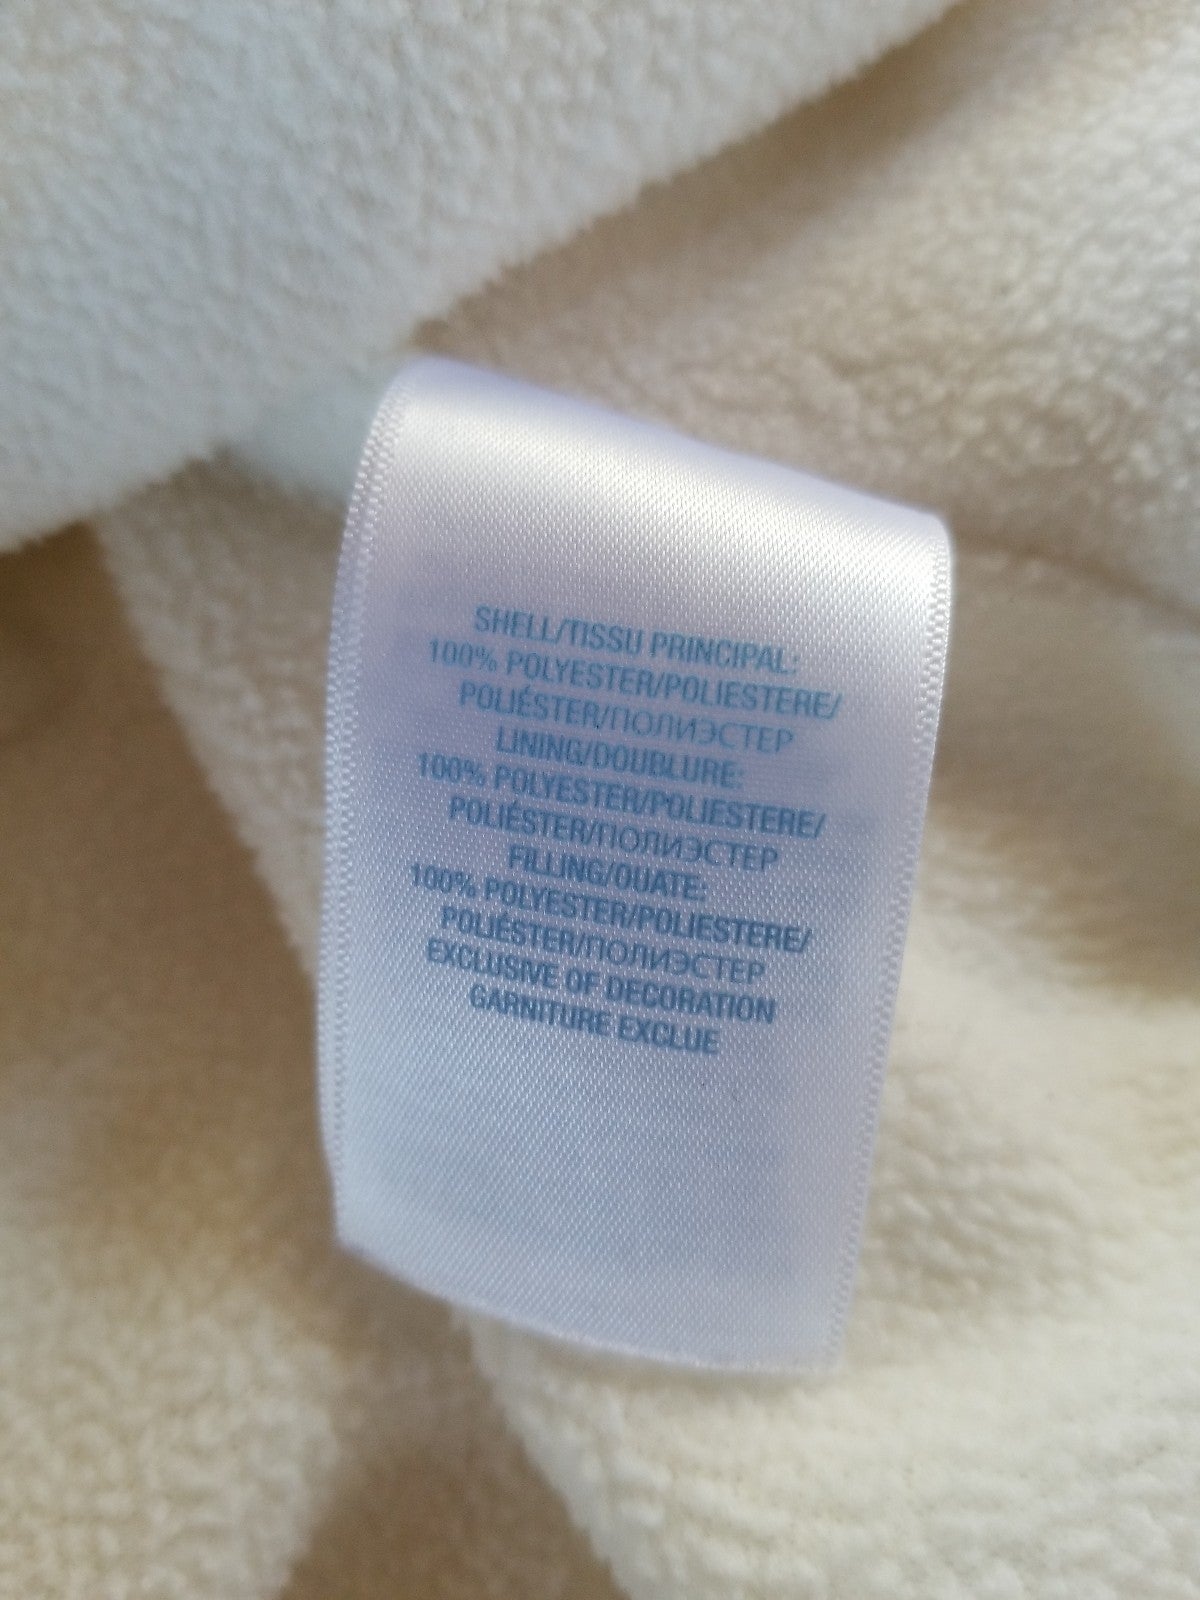 SHELL/TISSU PRINCIPAL:
100% POLYESTER/POLIESTERE/
POLIÉSTER/ПОЛИЭСТЕР
LINING/DOUBLURE:
100% POLYESTER/POLIESTERE/
POLIÉSTER/ПОЛИЭСТЕР
FILLING/OUATE:
100% POLYESTER/POLIESTERE/
POLIÉSTER/ПОЛИЭСТЕР
EXCLUSIVE OF DECORATION
GARNITURE EXCLUE